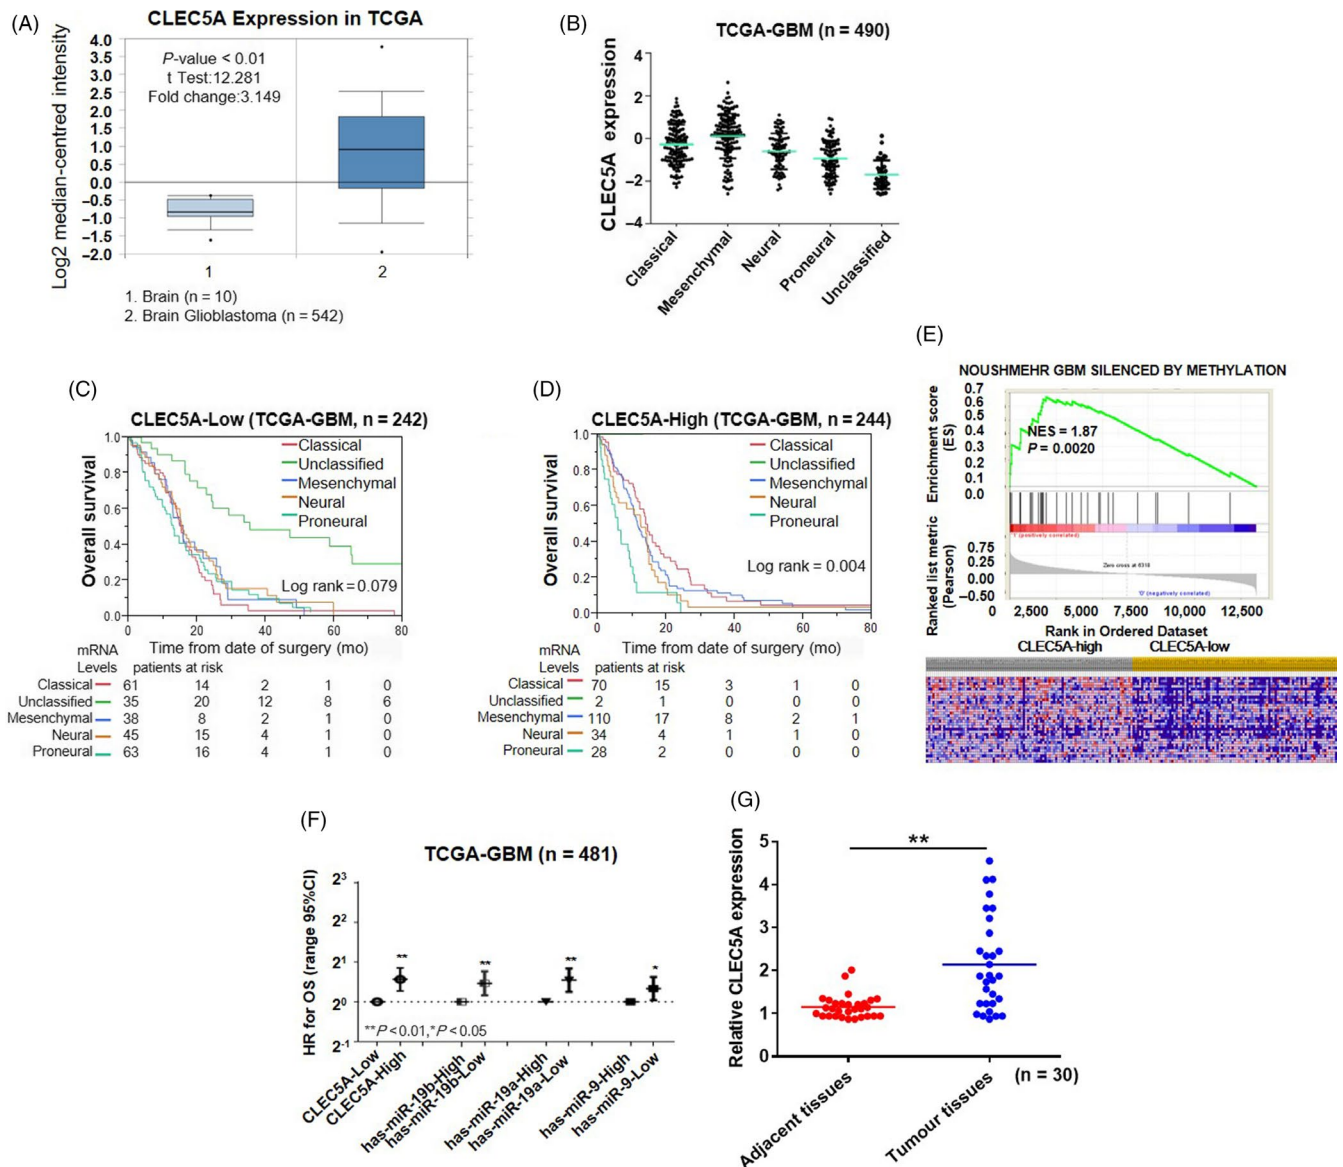 (A)
CLEC5A Expression in TCGA
Log2 median-centred intensity
4.0
3.5
3.0
2.5
2.0
1.5
1.0
0.5
0.0
−0.5
−1.0
−1.5
−2.0
P-value < 0.01
t Test:12.281
Fold change:3.149
1
2
1. Brain (n = 10)
2. Brain Glioblastoma (n = 542)
(B)
TCGA-GBM (n = 490)
CLEC5A expression
4
2
0
−2
−4
Classical
Mesenchymal
Neural
Proneural
Unclassified
(C)
CLEC5A-Low (TCGA-GBM, n = 242)
Overall survival
1.0
0.8
0.6
0.4
0.2
0.0
Classical
Unclassified
Mesenchymal
Neural
Proneural
Log rank = 0.079
0 20 40 60 80
Time from date of surgery (mo)
mRNA
Levels patients at risk
Classical 61 14 2 1 0
Unclassified 35 20 12 8 6
Mesenchymal 38 8 2 1 0
Neural 45 15 4 1 0
Proneural 63 16 4 1 0
(D)
CLEC5A-High (TCGA-GBM, n = 244)
Overall survival
1.0
0.8
0.6
0.4
0.2
0.0
Classical
Unclassified
Mesenchymal
Neural
Proneural
Log rank = 0.004
0 20 40 60 80
Time from date of surgery (mo)
mRNA
Levels patients at risk
Classical 70 15 3 1 0
Unclassified 2 1 0 0 0
Mesenchymal 110 17 8 2 1
Neural 34 4 1 1 0
Proneural 28 2 0 0 0
(E)
NOUSHMEHR GBM SILENCED BY METHYLATION
Enrichment score
(ES)
0.7
0.6
0.5
0.4
0.3
0.2
0.1
0.0
NES = 1.87
P = 0.0020
'1' (positively correlated)
Ranked list metric
(Pearson)
0.75
0.25
0.00
−0.50
Zero cross at 6318
'0' (negatively correlated)
0 2,500 5,000 7,500 10,000 12,500
Rank in Ordered Dataset
CLEC5A-high CLEC5A-low
(F)
TCGA-GBM (n = 481)
HR for OS (range 95%CI)
2^3
2^2
2^1
2^0
2^-1
**
**
**
*
**P < 0.01,*P < 0.05
CLEC5A-Low
CLEC5A-High
has-miR-19b-High
has-miR-19b-Low
has-miR-19a-High
has-miR-19a-Low
has-miR-9-High
has-miR-9-Low
(G)
Relative CLEC5A expression
5
4
3
2
1
0
**
Adjacent tissues
Tumour tissues
(n = 30)